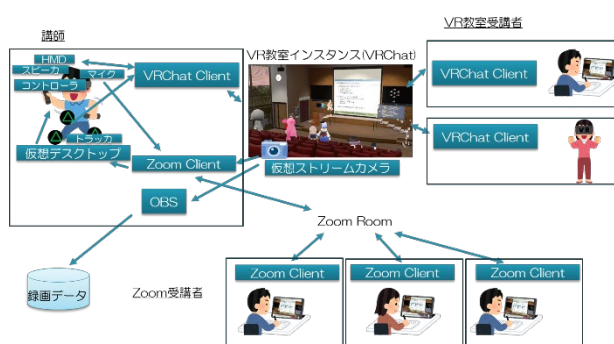 講師
HMD
スピーカ
マイク
コントローラ
トラッカ
仮想デスクトップ
VRChat Client
Zoom Client
OBS
録画データ
VR教室インスタンス(VRChat)
仮想ストリームカメラ
VR教室受講者
VRChat Client
VRChat Client
Zoom Room
Zoom受講者
Zoom Client
Zoom Client
Zoom Client